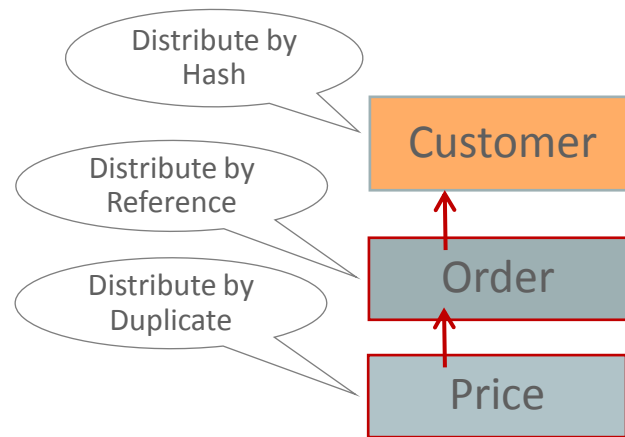 Distribute by
Hash
Customer
Distribute by
Reference
Order
Distribute by
Duplicate
Price